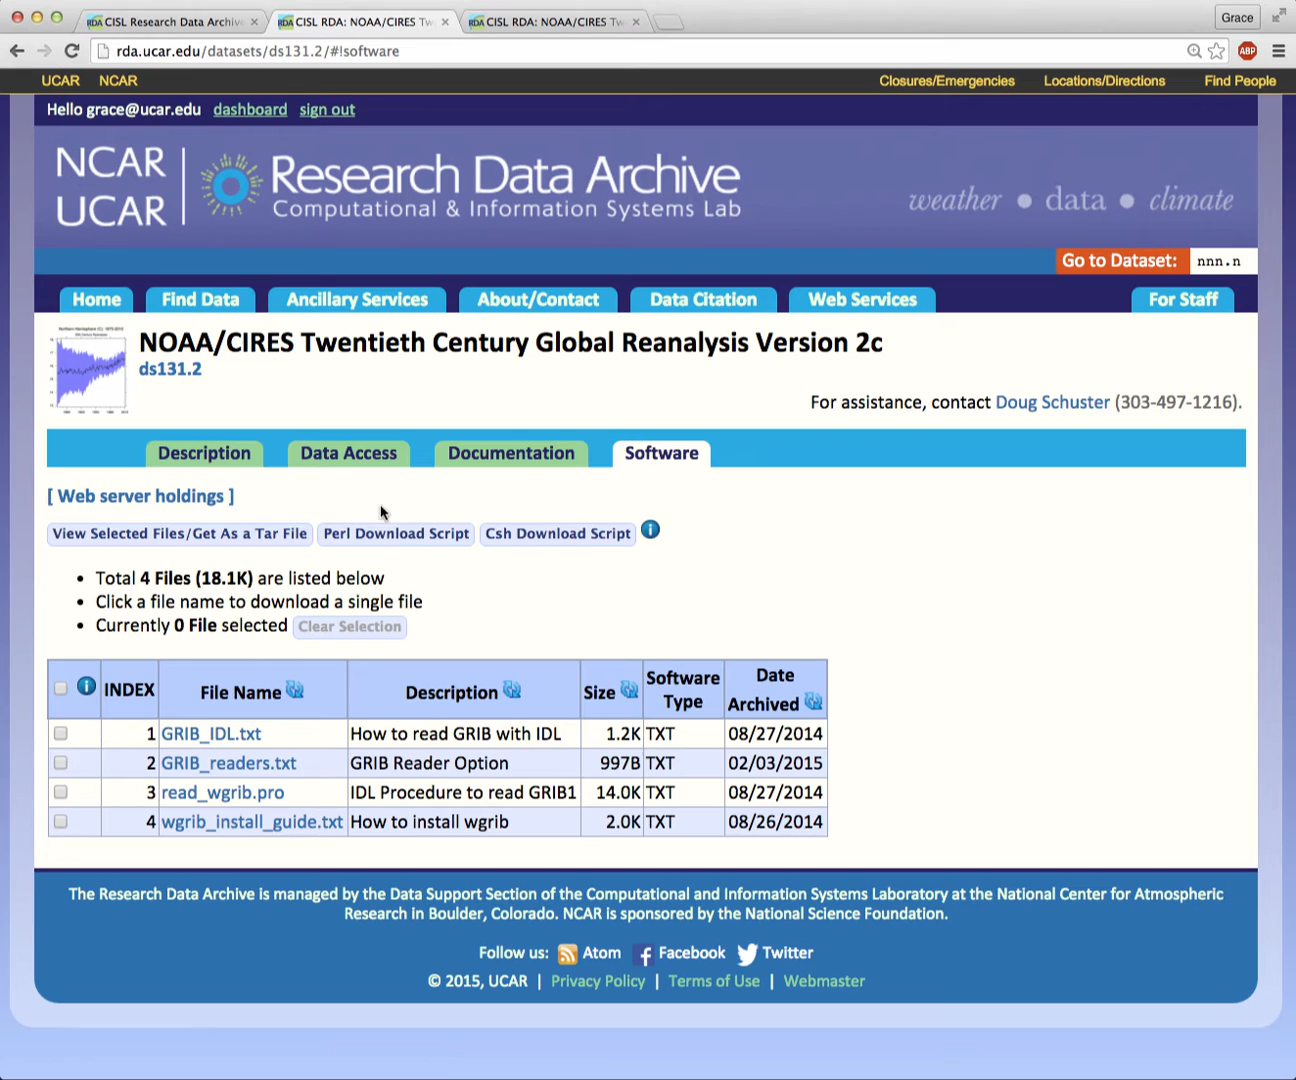 CISL Research Data Archiv
CISL RDA: NOAA/CIRES Tw
CISL RDA: NOAA/CIRES Tw
Grace
rda.ucar.edu/datasets/ds131.2/#!software
ABP
UCAR NCAR Closures/Emergencies Locations/Directions Find People
Hello grace@ucar.edu dashboard sign out
NCAR
UCAR
Research Data Archive
Computational & Information Systems Lab
weather • data • climate
Go to Dataset: nnn.n
Home Find Data Ancillary Services About/Contact Data Citation Web Services For Staff
NOAA/CIRES Twentieth Century Global Reanalysis Version 2c
ds131.2
For assistance, contact Doug Schuster (303-497-1216).
Description Data Access Documentation Software
[ Web server holdings ]
View Selected Files/Get As a Tar File Perl Download Script Csh Download Script
• Total 4 Files (18.1K) are listed below
• Click a file name to download a single file
• Currently 0 File selected Clear Selection
INDEX File Name Description Size Software Type Date Archived
1 GRIB_IDL.txt How to read GRIB with IDL 1.2K TXT 08/27/2014
2 GRIB_readers.txt GRIB Reader Option 997B TXT 02/03/2015
3 read_wgrib.pro IDL Procedure to read GRIB1 14.0K TXT 08/27/2014
4 wgrib_install_guide.txt How to install wgrib 2.0K TXT 08/26/2014
The Research Data Archive is managed by the Data Support Section of the Computational and Information Systems Laboratory at the National Center for Atmospheric
Research in Boulder, Colorado. NCAR is sponsored by the National Science Foundation.
Follow us: Atom Facebook Twitter
© 2015, UCAR | Privacy Policy | Terms of Use | Webmaster